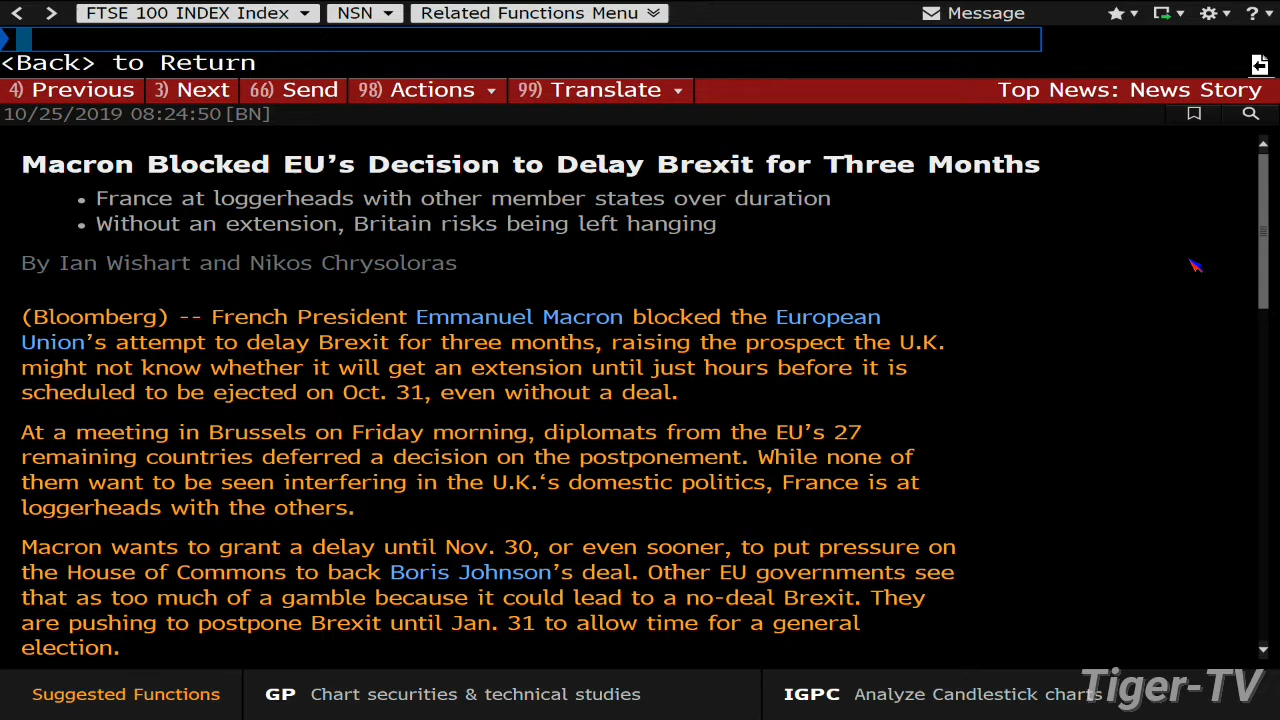 FTSE 100 INDEX Index NSN Related Functions Menu Message ?
<Back> to Return
4) Previous 3) Next 66) Send 98) Actions 99) Translate Top News: News Story
10/25/2019 08:24:50 [BN]
Macron Blocked EU's Decision to Delay Brexit for Three Months
• France at loggerheads with other member states over duration
• Without an extension, Britain risks being left hanging
By Ian Wishart and Nikos Chrysoloras
(Bloomberg) -- French President Emmanuel Macron blocked the European
Union's attempt to delay Brexit for three months, raising the prospect the U.K.
might not know whether it will get an extension until just hours before it is
scheduled to be ejected on Oct. 31, even without a deal.
At a meeting in Brussels on Friday morning, diplomats from the EU's 27
remaining countries deferred a decision on the postponement. While none of
them want to be seen interfering in the U.K.‘s domestic politics, France is at
loggerheads with the others.
Macron wants to grant a delay until Nov. 30, or even sooner, to put pressure on
the House of Commons to back Boris Johnson's deal. Other EU governments see
that as too much of a gamble because it could lead to a no-deal Brexit. They
are pushing to postpone Brexit until Jan. 31 to allow time for a general
election.
Suggested Functions GP Chart securities & technical studies IGPC Analyze Candlestick charts
Tiger-TV